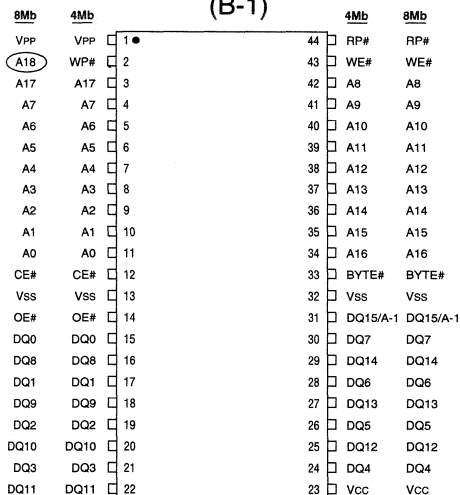 (B-1)
8Mb 4Mb 4Mb 8Mb
VPP VPP 1 44 RP# RP#
A18 WP# 2 43 WE# WE#
A17 A17 3 42 A8 A8
A7 A7 4 41 A9 A9
A6 A6 5 40 A10 A10
A5 A5 6 39 A11 A11
A4 A4 7 38 A12 A12
A3 A3 8 37 A13 A13
A2 A2 9 36 A14 A14
A1 A1 10 35 A15 A15
A0 A0 11 34 A16 A16
CE# CE# 12 33 BYTE# BYTE#
Vss Vss 13 32 Vss Vss
OE# OE# 14 31 DQ15/A-1 DQ15/A-1
DQ0 DQ0 15 30 DQ7 DQ7
DQ8 DQ8 16 29 DQ14 DQ14
DQ1 DQ1 17 28 DQ6 DQ6
DQ9 DQ9 18 27 DQ13 DQ13
DQ2 DQ2 19 26 DQ5 DQ5
DQ10 DQ10 20 25 DQ12 DQ12
DQ3 DQ3 21 24 DQ4 DQ4
DQ11 DQ11 22 23 Vcc Vcc